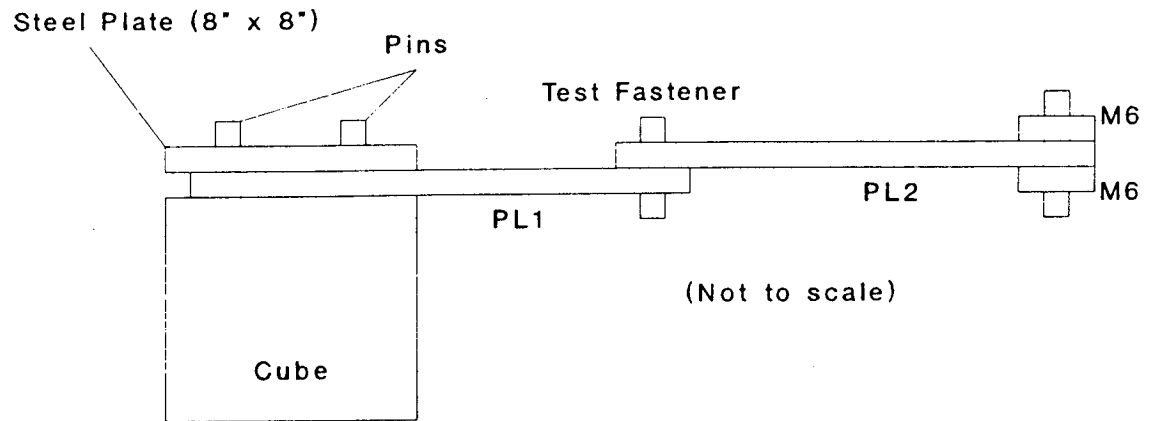 Steel Plate (8" x 8")
Pins
Test Fastener
M6
M6
PL1
PL2
(Not to scale)
Cube